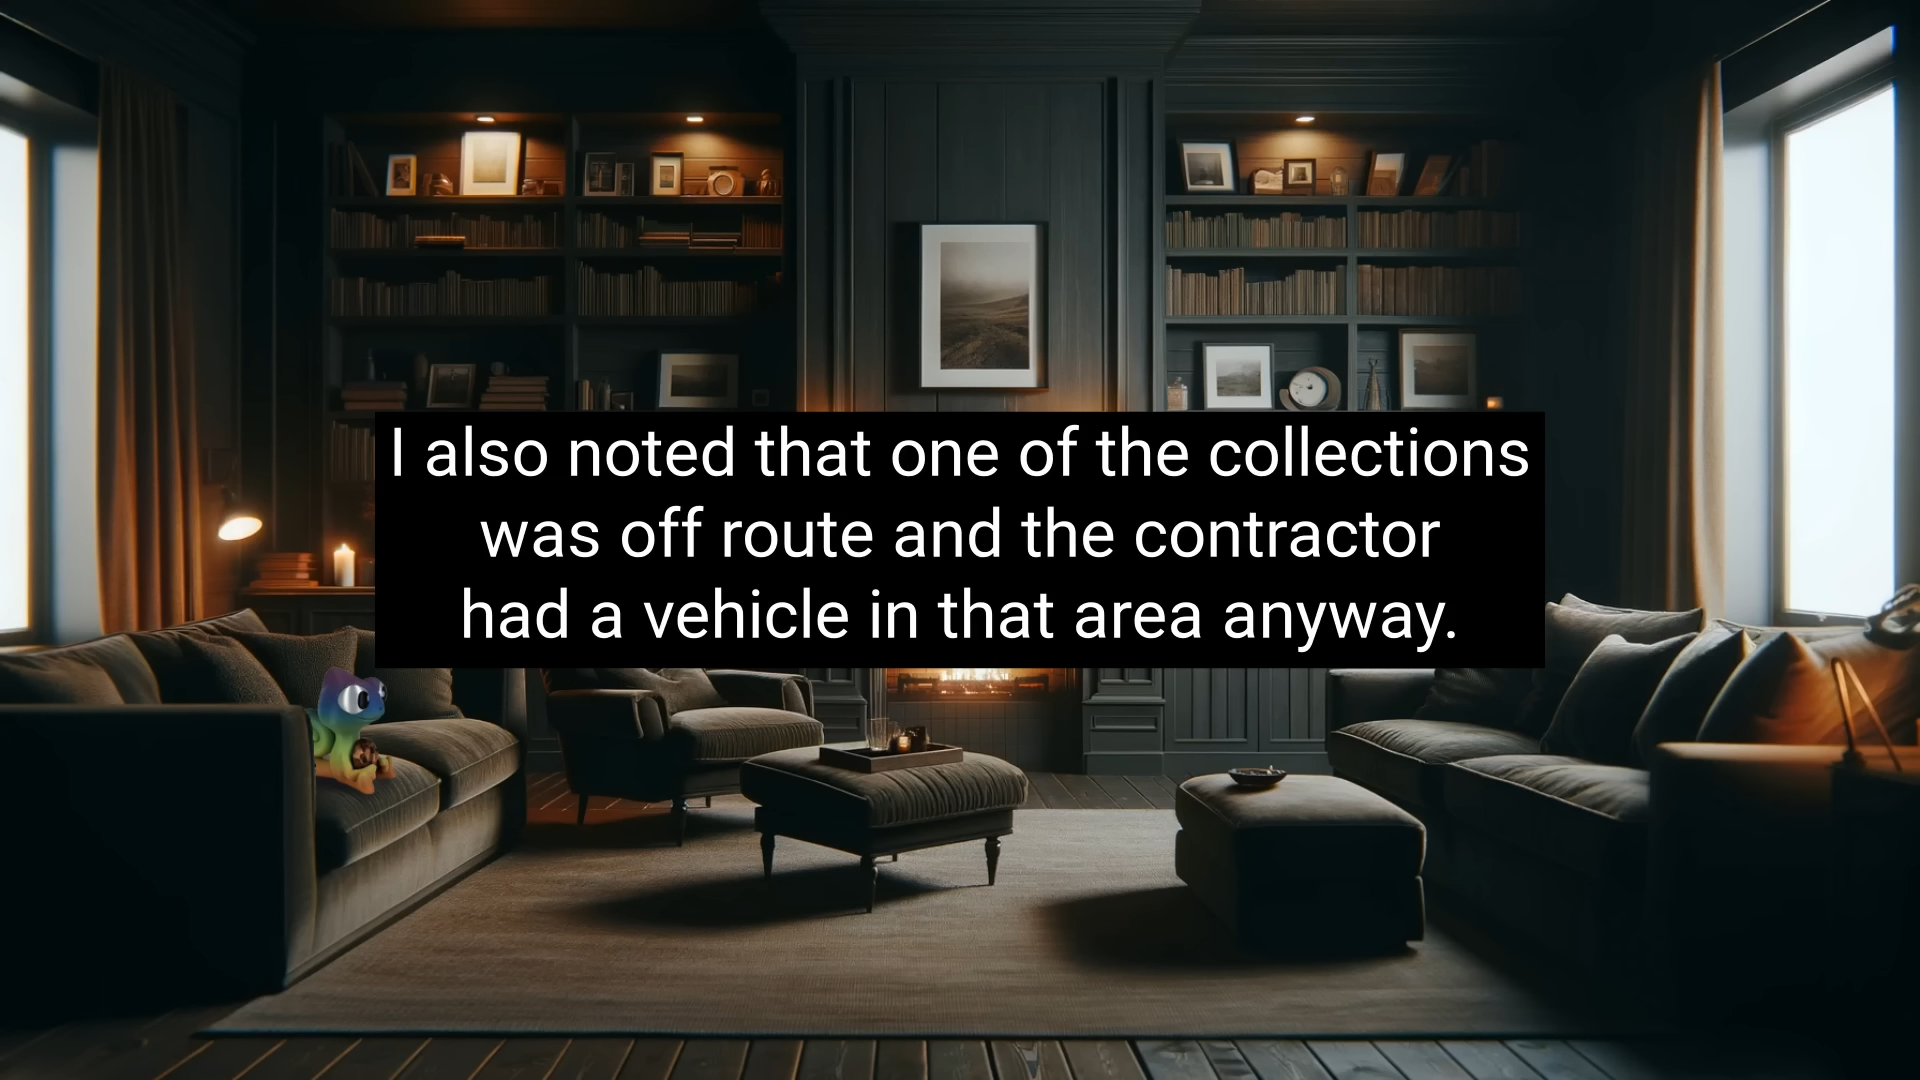 I also noted that one of the collections
was off route and the contractor
had a vehicle in that area anyway.